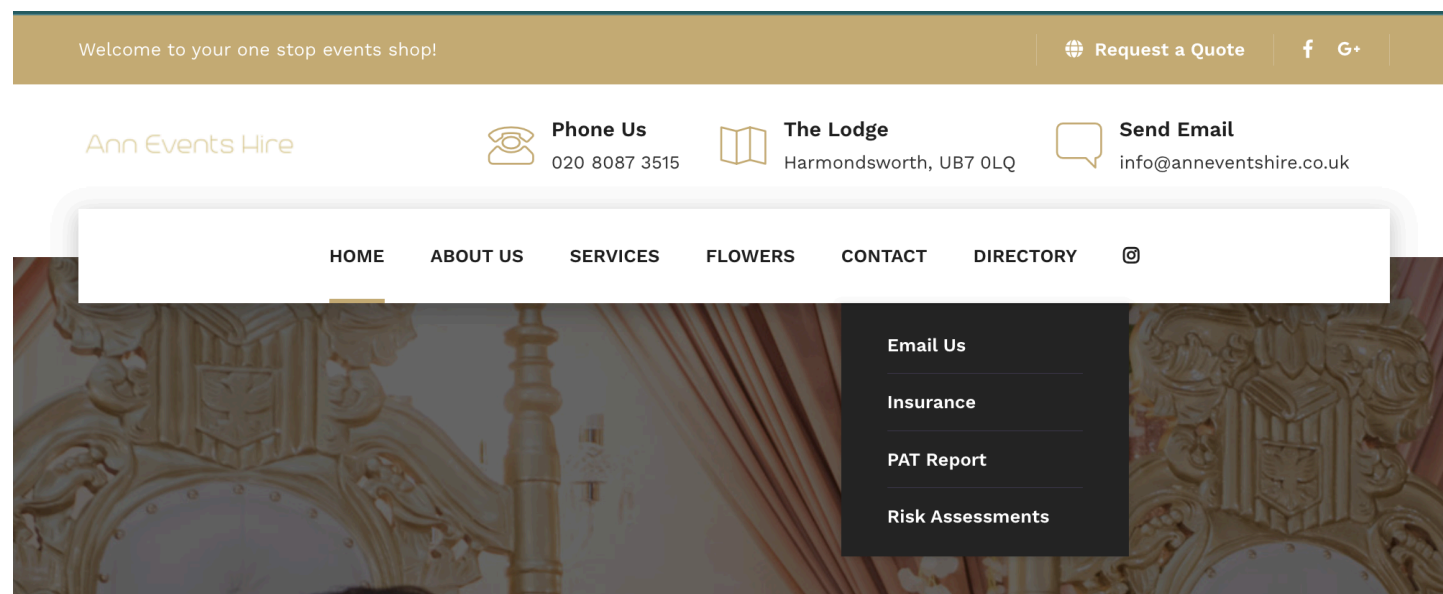 Welcome to your one stop events shop!
Request a Quote
f G+
Ann Events Hire
Phone Us
020 8087 3515
The Lodge
Harmondsworth, UB7 0LQ
Send Email
info@anneventshire.co.uk
HOME ABOUT US SERVICES FLOWERS CONTACT DIRECTORY
Email Us
Insurance
PAT Report
Risk Assessments